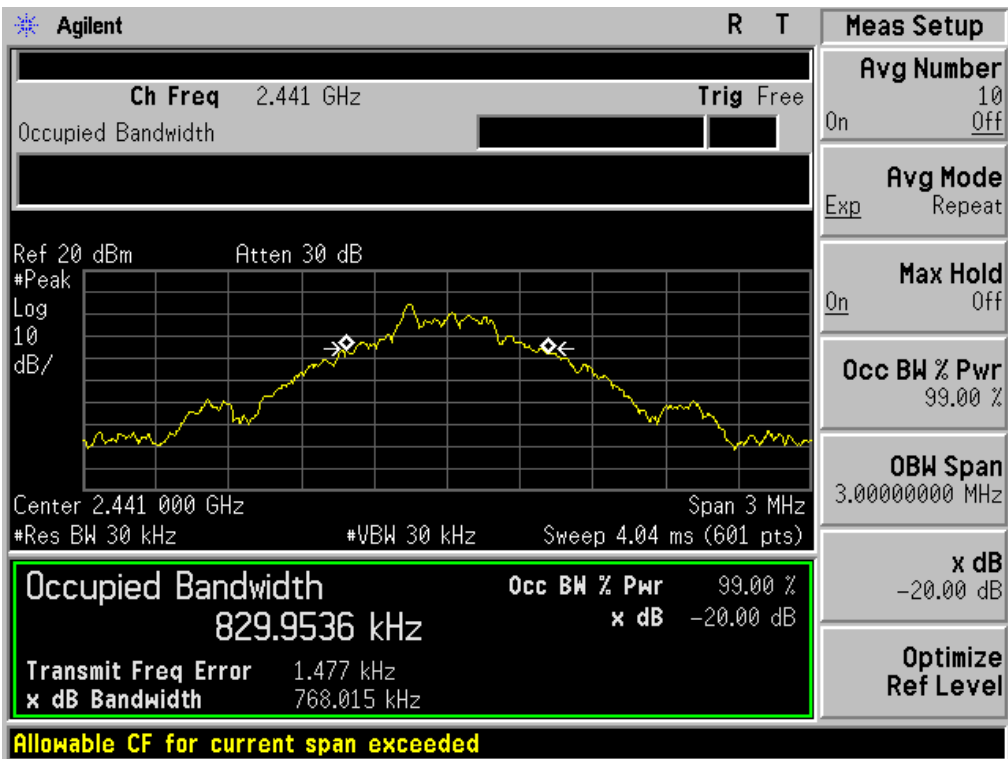 Agilent
R T
Ch Freq 2.441 GHz
Trig Free
Occupied Bandwidth
Ref 20 dBm
Atten 30 dB
#Peak
Log
10
dB/
Center 2.441 000 GHz
Span 3 MHz
#Res BW 30 kHz
#VBW 30 kHz
Sweep 4.04 ms (601 pts)
Occupied Bandwidth
829.9536 kHz
Occ BW % Pwr 99.00 %
x dB -20.00 dB
Transmit Freq Error 1.477 kHz
x dB Bandwidth 768.015 kHz
Allowable CF for current span exceeded
Meas Setup
Avg Number
10
On Off
Avg Mode
Exp Repeat
Max Hold
On Off
Occ BW % Pwr
99.00 %
OBW Span
3.00000000 MHz
x dB
-20.00 dB
Optimize
Ref Level